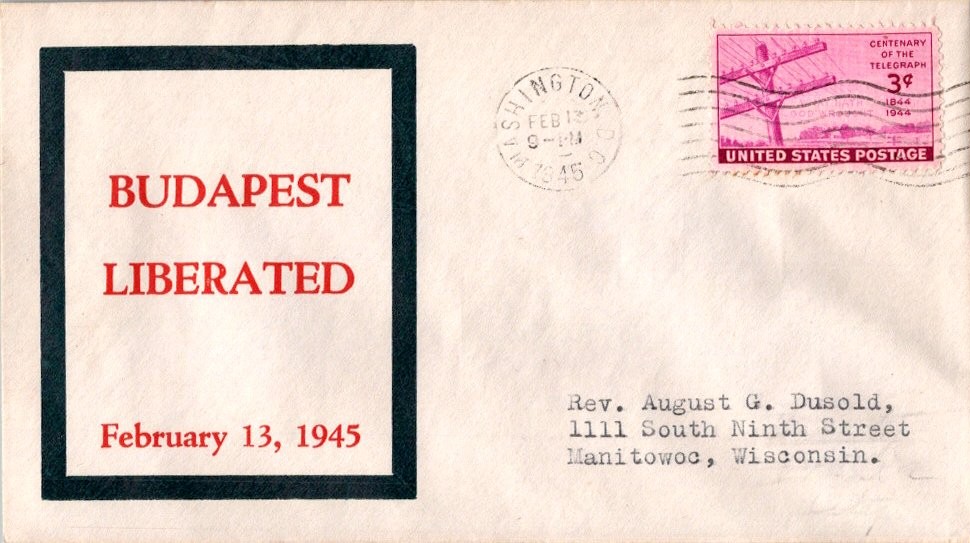 BUDAPEST
LIBERATED
February 13, 1945
WASHINGTON, D.C.
FEB 13
9-PM
1945
CENTENARY
OF THE
TELEGRAPH
3¢
1844
1944
UNITED STATES POSTAGE
Rev. August G. Dusold,
1111 South Ninth Street
Manitowoc, Wisconsin.